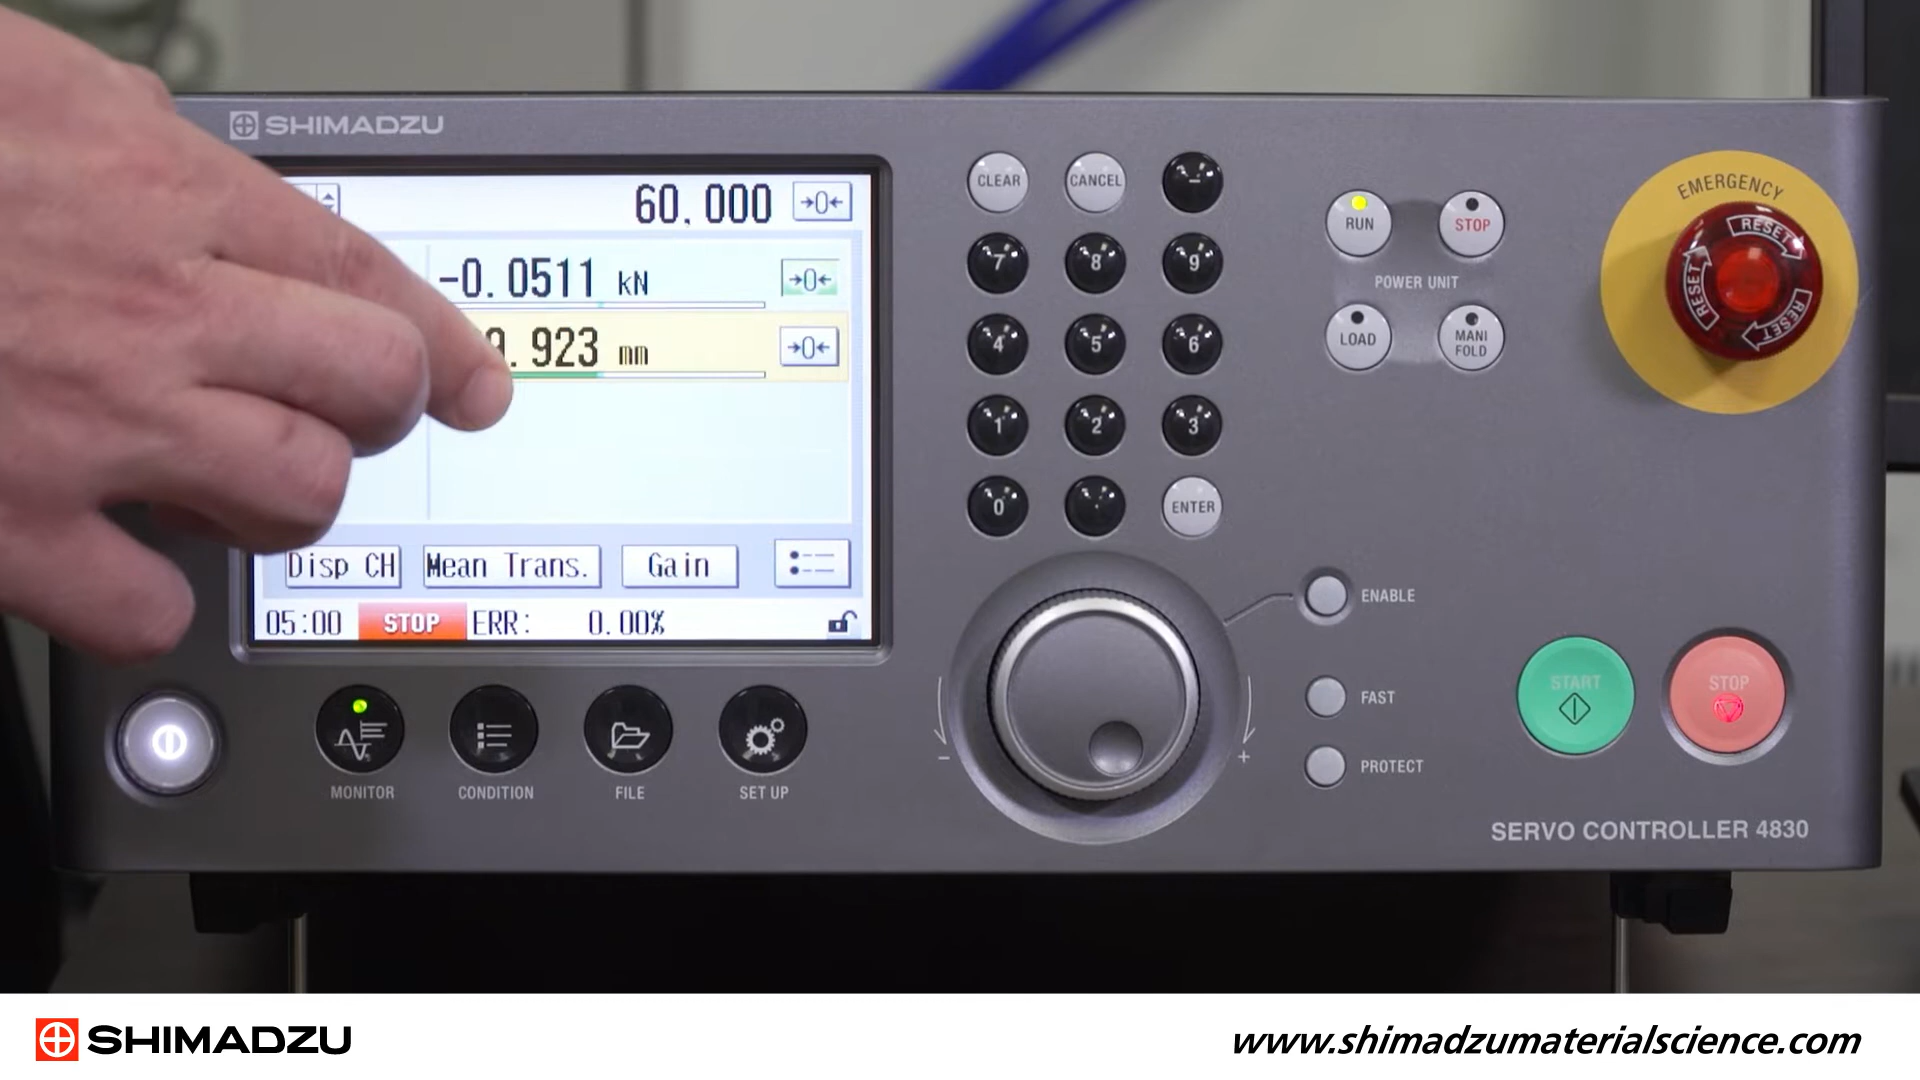 SHIMADZU
60,000 →0←
-0.0511 kN →0←
.923 mm →0←
Disp CH Mean Trans. Gain
05:00 STOP ERR: 0.00%
MONITOR CONDITION FILE SET UP
CLEAR CANCEL -
7 8 9
4 5 6
1 2 3
0 . ENTER
RUN STOP
POWER UNIT
LOAD MANI
FOLD
EMERGENCY
RESET
RESET
RESET
ENABLE
FAST
PROTECT
- +
START STOP
SERVO CONTROLLER 4830
SHIMADZU
www.shimadzumaterialscience.com